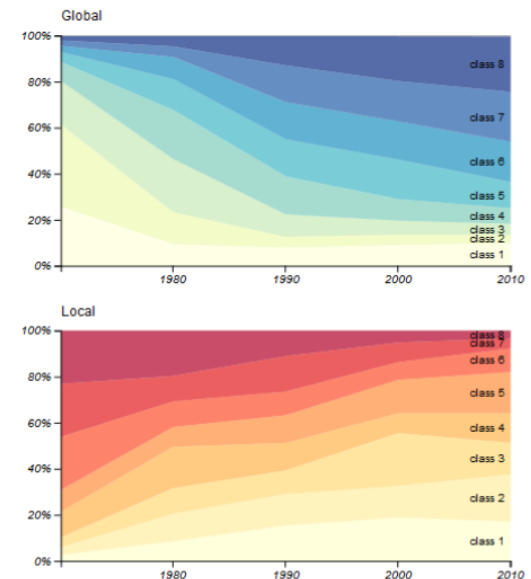 Global
100%
80%
60%
40%
20%
0%
class 8
class 7
class 6
class 5
class 4
class 3
class 2
class 1
1980
1990
2000
2010
Local
100%
80%
60%
40%
20%
0%
class 8
class 7
class 6
class 5
class 4
class 3
class 2
class 1
1980
1990
2000
2010